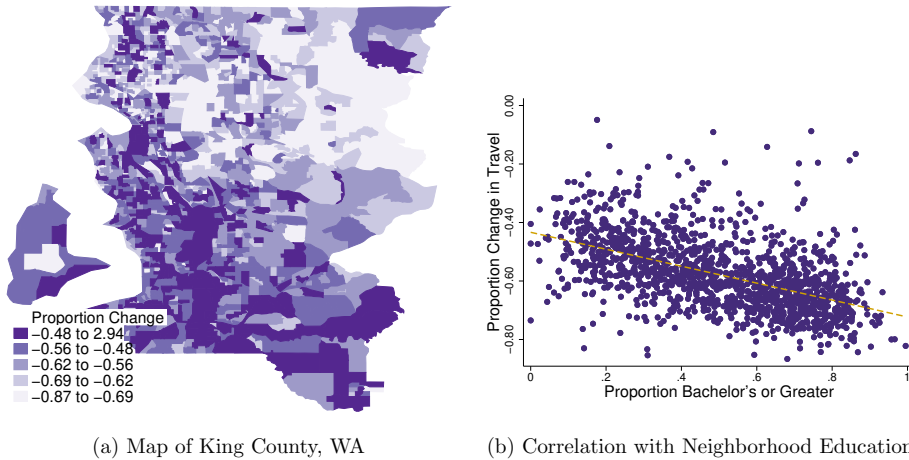 Proportion Change
−0.48 to 2.94
−0.56 to −0.48
−0.62 to −0.56
−0.69 to −0.62
−0.87 to −0.69
(a) Map of King County, WA
Proportion Change in Travel
0.00
−0.20
−0.40
−0.60
−0.80
0 .2 .4 .6 .8 1
Proportion Bachelor's or Greater
(b) Correlation with Neighborhood Education